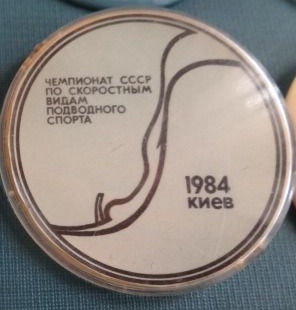 ЧЕМПИОНАТ СССР
ПО СКОРОСТНЫМ
ВИДАМ
ПОДВОДНОГО
СПОРТА
1984
киев